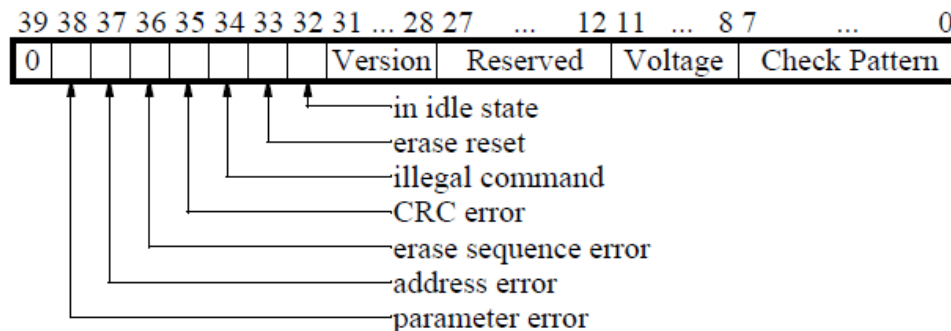 39 38 37 36 35 34 33 32 31 ... 28 27 ... 12 11 ... 8 7 ... 0
0 Version Reserved Voltage Check Pattern
in idle state
erase reset
illegal command
CRC error
erase sequence error
address error
parameter error